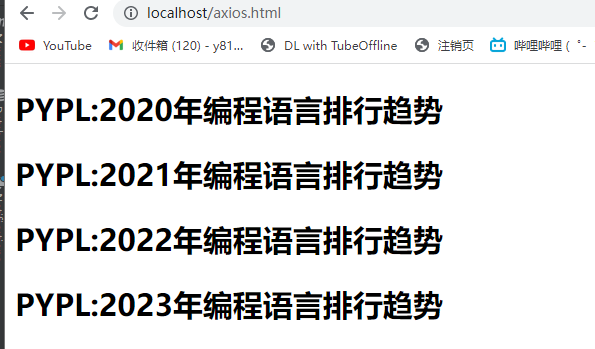 localhost/axios.html
YouTube 收件箱 (120) - y81... DL with TubeOffline 注销页 哔哩哔哩 ( ゜-
PYPL:2020年编程语言排行趋势
PYPL:2021年编程语言排行趋势
PYPL:2022年编程语言排行趋势
PYPL:2023年编程语言排行趋势